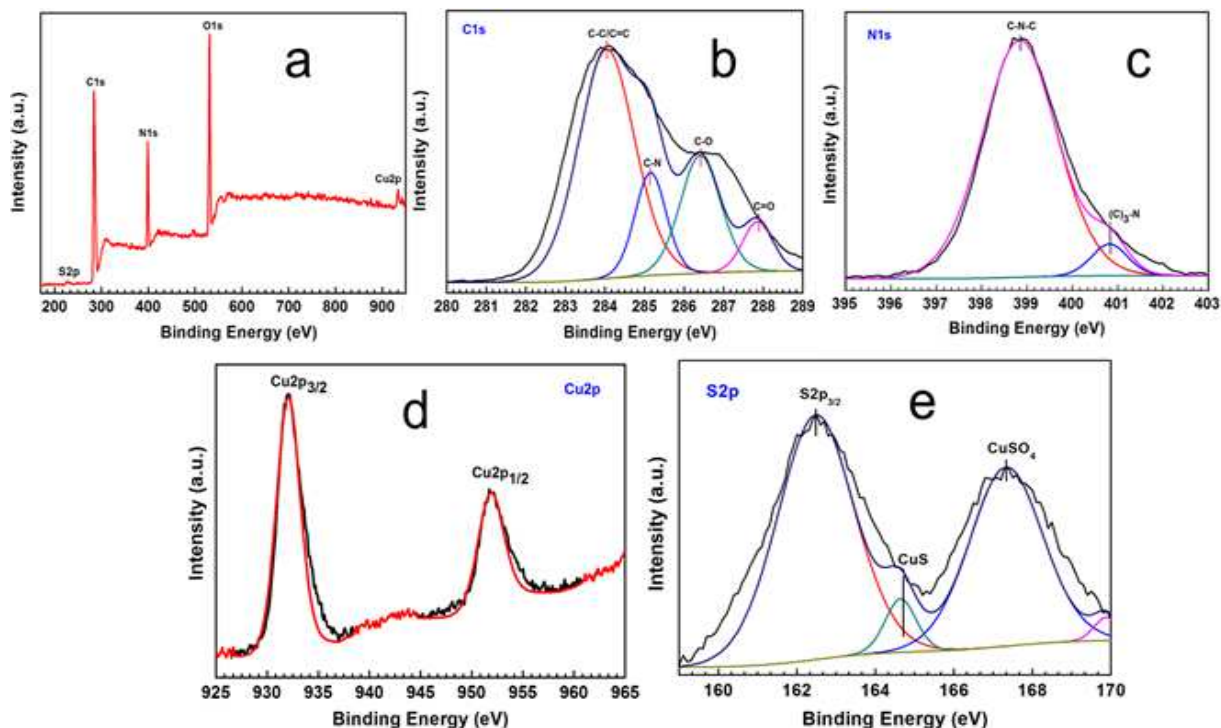 a
O1s
C1s
N1s
S2p
Cu2p
Intensity (a.u.)
200 300 400 500 600 700 800 900
Binding Energy (eV)
C1s
b
C-C/C=C
C-N
C-O
C=O
Intensity (a.u.)
280 281 282 283 284 285 286 287 288 289
Binding Energy (eV)
N1s
c
C-N-C
(C)3-N
Intensity (a.u.)
395 396 397 398 399 400 401 402 403
Binding Energy (eV)
Cu2p3/2
d
Cu2p
Cu2p1/2
Intensity (a.u.)
925 930 935 940 945 950 955 960 965
Binding Energy (eV)
S2p
S2p3/2
e
CuSO4
CuS
Intensity (a.u.)
160 162 164 166 168 170
Binding Energy (eV)